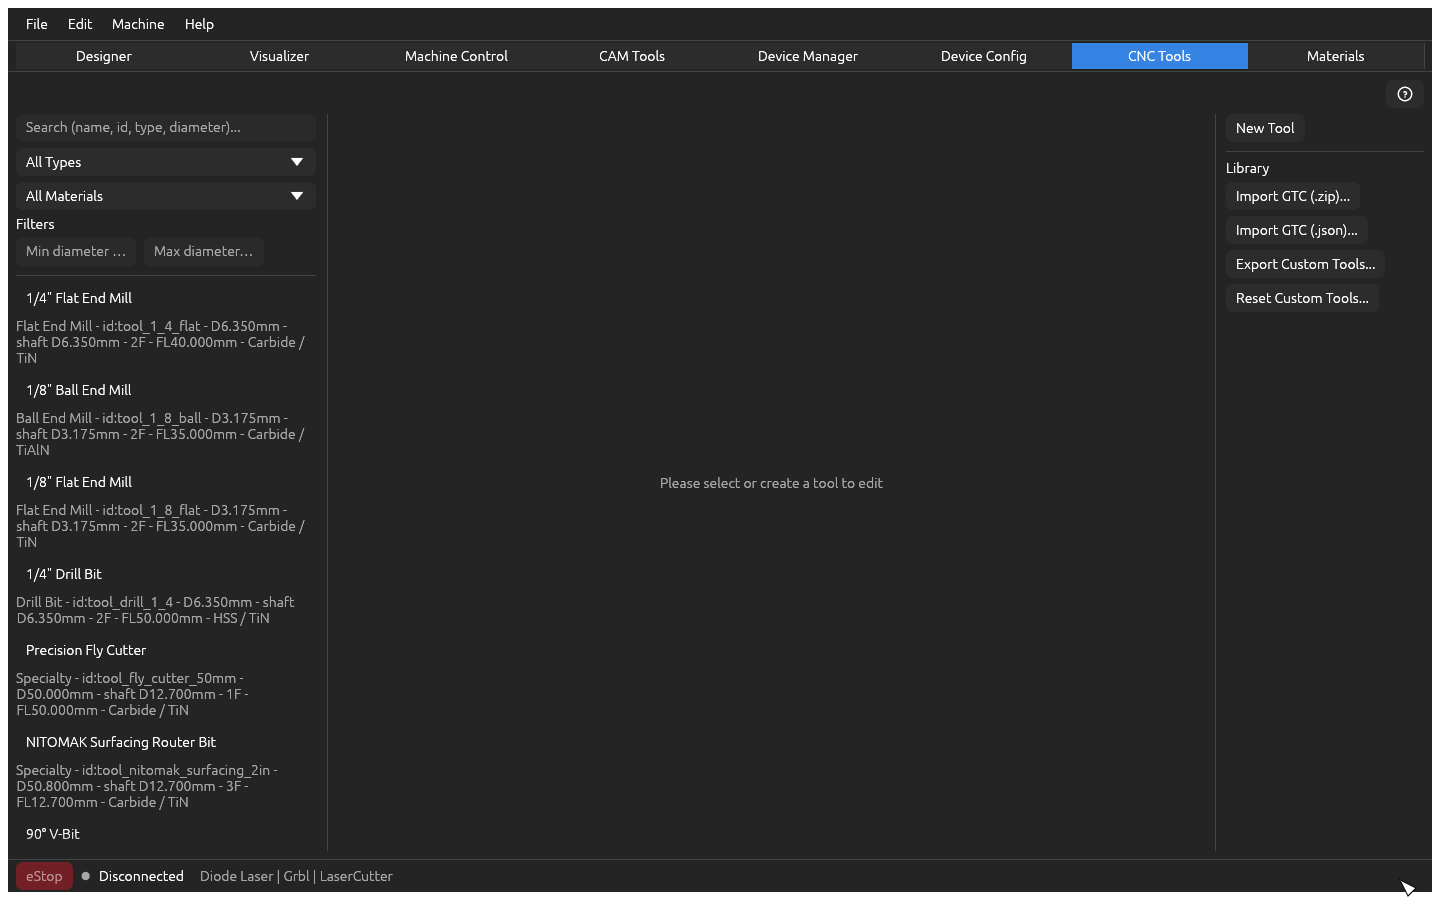 File Edit Machine Help
Designer Visualizer Machine Control CAM Tools Device Manager Device Config CNC Tools Materials
Search (name, id, type, diameter)...
All Types
All Materials
Filters
Min diameter ... Max diameter...
1/4" Flat End Mill
Flat End Mill - id:tool_1_4_flat - D6.350mm -
shaft D6.350mm - 2F - FL40.000mm - Carbide /
TiN
1/8" Ball End Mill
Ball End Mill - id:tool_1_8_ball - D3.175mm -
shaft D3.175mm - 2F - FL35.000mm - Carbide /
TiAlN
1/8" Flat End Mill
Flat End Mill - id:tool_1_8_flat - D3.175mm -
shaft D3.175mm - 2F - FL35.000mm - Carbide /
TiN
1/4" Drill Bit
Drill Bit - id:tool_drill_1_4 - D6.350mm - shaft
D6.350mm - 2F - FL50.000mm - HSS / TiN
Precision Fly Cutter
Specialty - id:tool_fly_cutter_50mm -
D50.000mm - shaft D12.700mm - 1F -
FL50.000mm - Carbide / TiN
NITOMAK Surfacing Router Bit
Specialty - id:tool_nitomak_surfacing_2in -
D50.800mm - shaft D12.700mm - 3F -
FL12.700mm - Carbide / TiN
90° V-Bit
Please select or create a tool to edit
New Tool
Library
Import GTC (.zip)...
Import GTC (.json)...
Export Custom Tools...
Reset Custom Tools...
eStop Disconnected Diode Laser | Grbl | LaserCutter